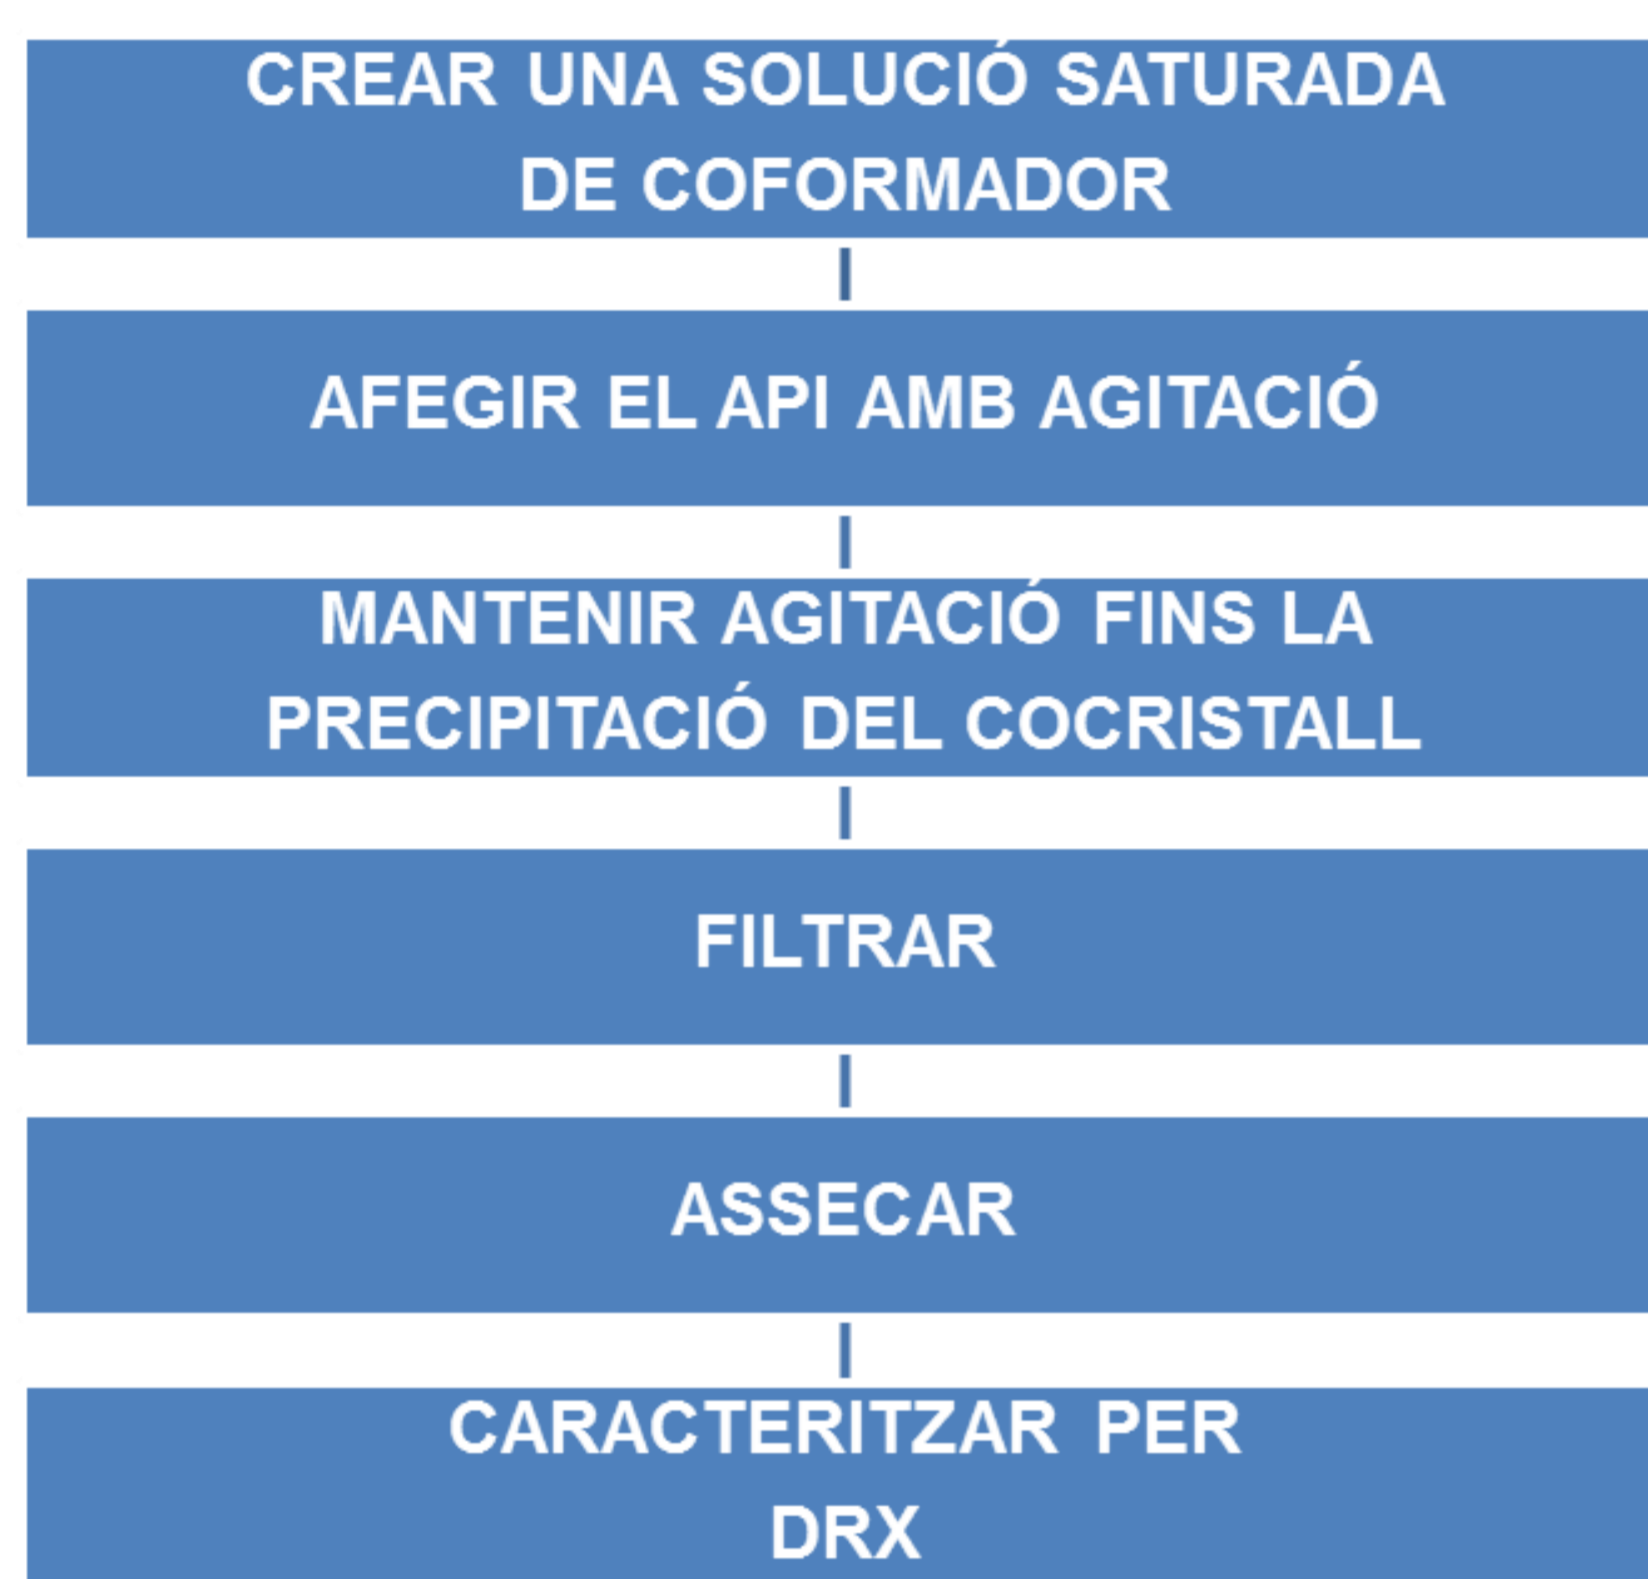 CREAR UNA SOLUCIÓ SATURADA
DE COFORMADOR
AFEGIR EL API AMB AGITACIÓ
MANTENIR AGITACIÓ FINS LA
PRECIPITACIÓ DEL COCRISTALL
FILTRAR
ASSECAR
CARACTERITZAR PER
DRX